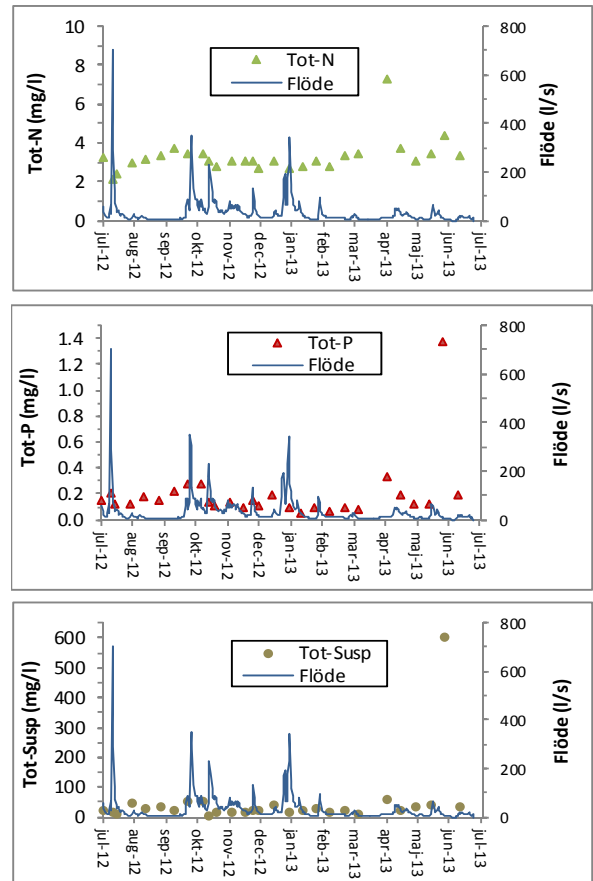 Tot-N (mg/l)
10
8
6
4
2
0
Tot-N
Flöde
800
600
400
200
0
Flöde (l/s)
jul-12
aug-12
sep-12
okt-12
nov-12
dec-12
jan-13
feb-13
mar-13
apr-13
maj-13
jun-13
jul-13
Tot-P (mg/l)
1.4
1.2
1.0
0.8
0.6
0.4
0.2
0.0
Tot-P
Flöde
800
600
400
200
0
Flöde (l/s)
jul-12
aug-12
sep-12
okt-12
nov-12
dec-12
jan-13
feb-13
mar-13
apr-13
maj-13
jun-13
jul-13
Tot-Susp (mg/l)
600
500
400
300
200
100
0
Tot-Susp
Flöde
800
600
400
200
0
Flöde (l/s)
jul-12
aug-12
sep-12
okt-12
nov-12
dec-12
jan-13
feb-13
mar-13
apr-13
maj-13
jun-13
jul-13